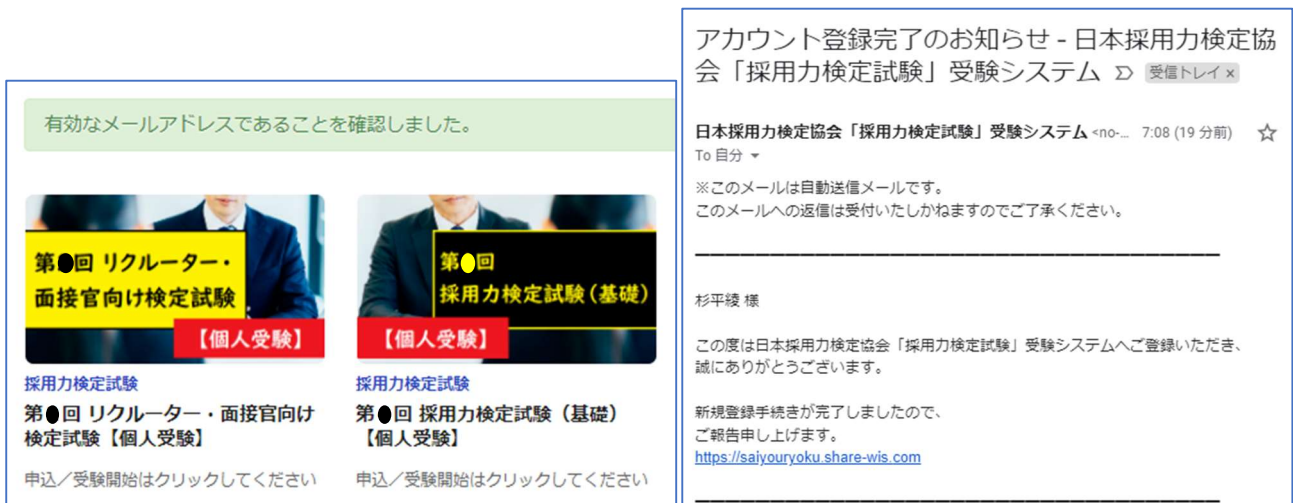 有効なメールアドレスであることを確認しました。
第●回 リクルーター・
面接官向け検定試験
【個人受験】
採用力検定試験
第●回 リクルーター・面接官向け
検定試験【個人受験】
申込／受験開始はクリックしてください
第●回
採用力検定試験（基礎）
【個人受験】
採用力検定試験
第●回 採用力検定試験（基礎）
【個人受験】
申込／受験開始はクリックしてください
アカウント登録完了のお知らせ - 日本採用力検定協
会「採用力検定試験」受験システム 受信トレイ ×
日本採用力検定協会「採用力検定試験」受験システム <no-... 7:08 (19 分前)
To 自分
※このメールは自動送信メールです。
このメールへの返信は受付いたしかねますのでご了承ください。
杉平綾 様
この度は日本採用力検定協会「採用力検定試験」受験システムへご登録いただき、
誠にありがとうございます。
新規登録手続きが完了しましたので、
ご報告申し上げます。
https://saiyouryoku.share-wis.com